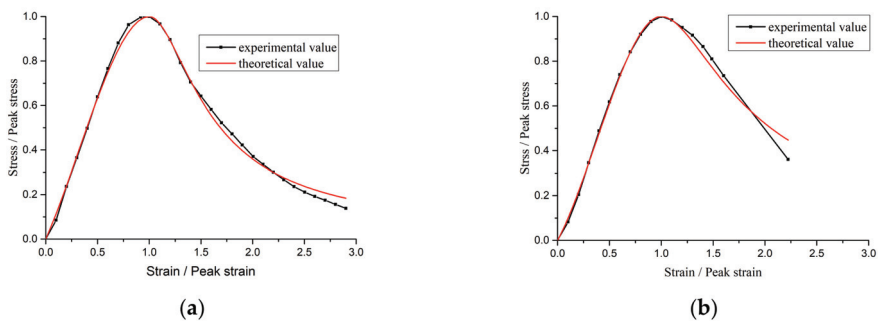 1.0
0.8
0.6
0.4
0.2
0.0
0.0 0.5 1.0 1.5 2.0 2.5 3.0
Stress / Peak stress
Strain / Peak strain
experimental value
theoretical value
(a)
1.0
0.8
0.6
0.4
0.2
0.0
0.0 0.5 1.0 1.5 2.0 2.5 3.0
Strss / Peak stress
Strain / Peak strain
experimental value
theoretical value
(b)